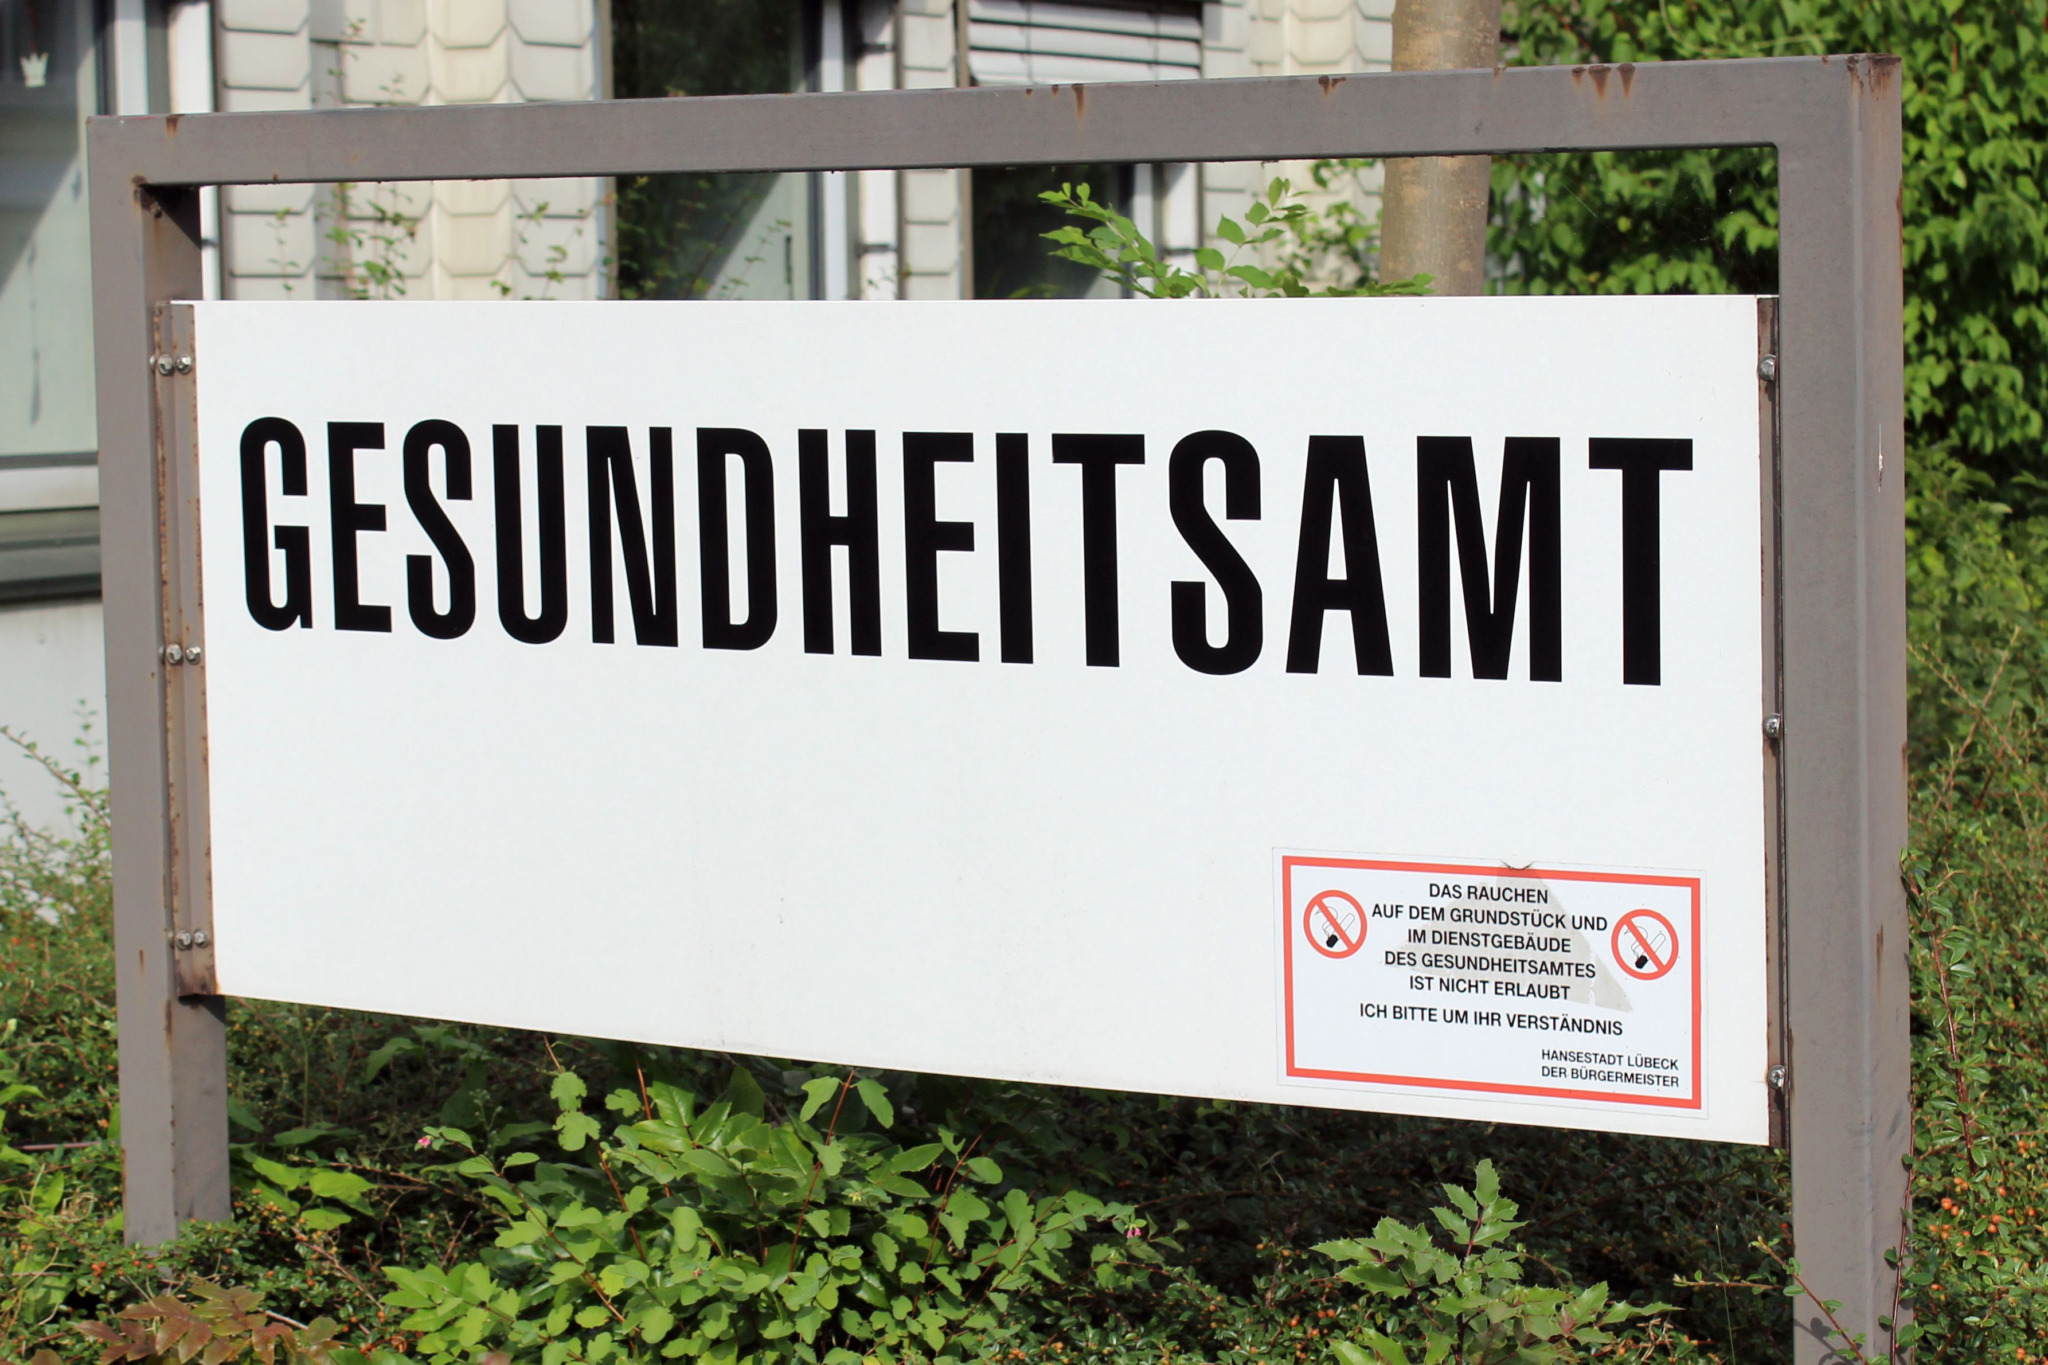 GESUNDHEITSAMT
DAS RAUCHEN
AUF DEM GRUNDSTÜCK UND
IM DIENSTGEBÄUDE
DES GESUNDHEITSAMTES
IST NICHT ERLAUBT
ICH BITTE UM IHR VERSTÄNDNIS
HANSESTADT LÜBECK
DER BÜRGERMEISTER